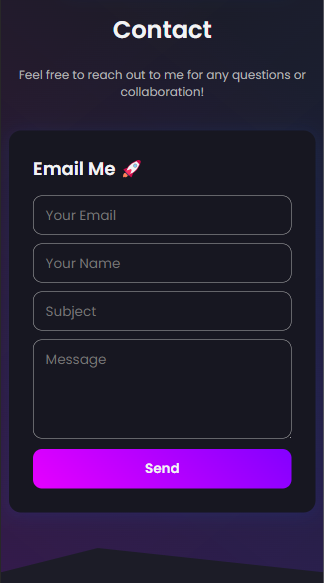 Contact
Feel free to reach out to me for any questions or
collaboration!
Email Me 🚀
Your Email
Your Name
Subject
Message
Send